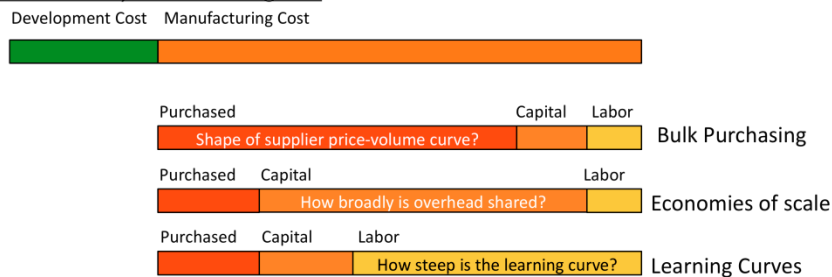 Development Cost Manufacturing Cost
Purchased Capital Labor
Shape of supplier price-volume curve?
Bulk Purchasing
Purchased Capital Labor
How broadly is overhead shared?
Economies of scale
Purchased Capital Labor
How steep is the learning curve?
Learning Curves